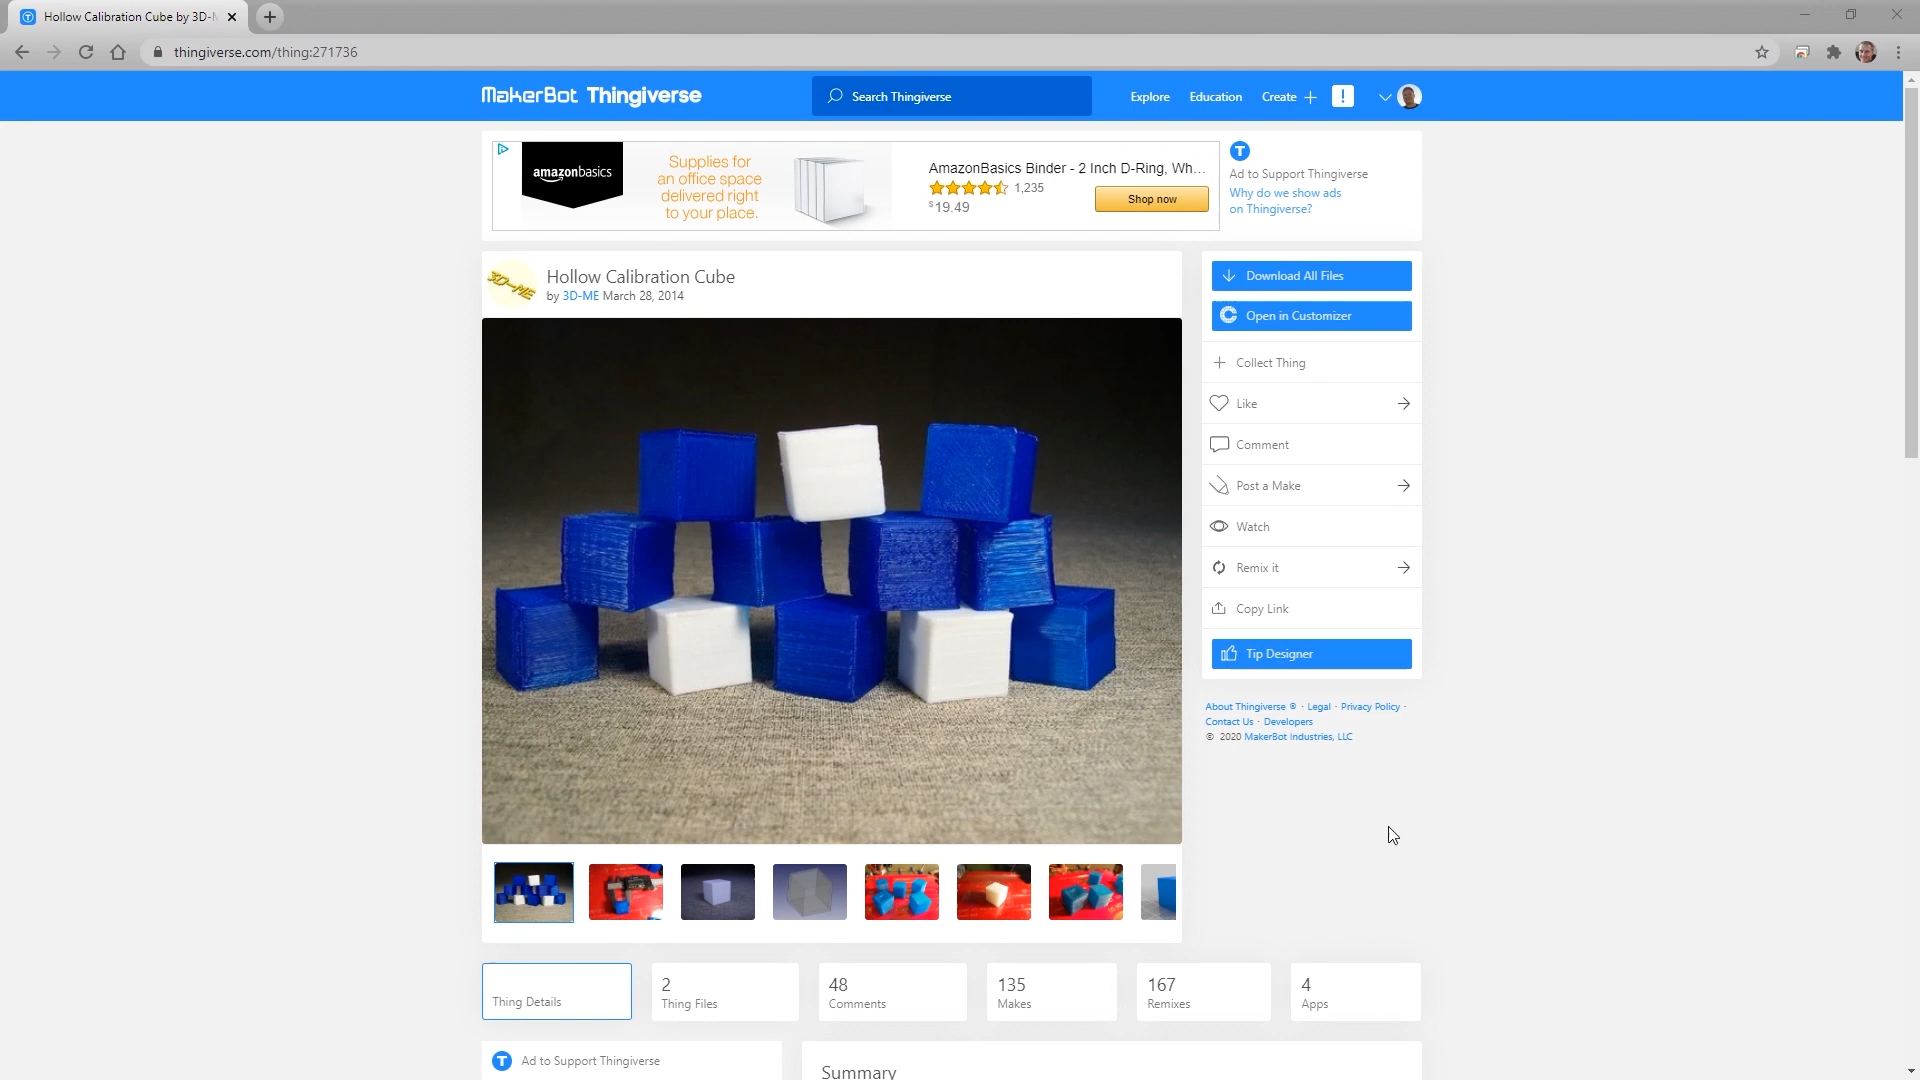 Hollow Calibration Cube by 3D-M
thingiverse.com/thing:271736
MakerBot Thingiverse
Search Thingiverse
Explore
Education
Create
amazonbasics
Supplies for
an office space
delivered right
to your place.
AmazonBasics Binder - 2 Inch D-Ring, Wh...
1,235
$19.49
Shop now
Ad to Support Thingiverse
Why do we show ads
on Thingiverse?
3D-ME
Hollow Calibration Cube
by 3D-ME March 28, 2014
Download All Files
Open in Customizer
Collect Thing
Like
Comment
Post a Make
Watch
Remix it
Copy Link
Tip Designer
About Thingiverse ® · Legal · Privacy Policy ·
Contact Us · Developers
© 2020 MakerBot Industries, LLC
Thing Details
2
Thing Files
48
Comments
135
Makes
167
Remixes
4
Apps
Ad to Support Thingiverse
Summary